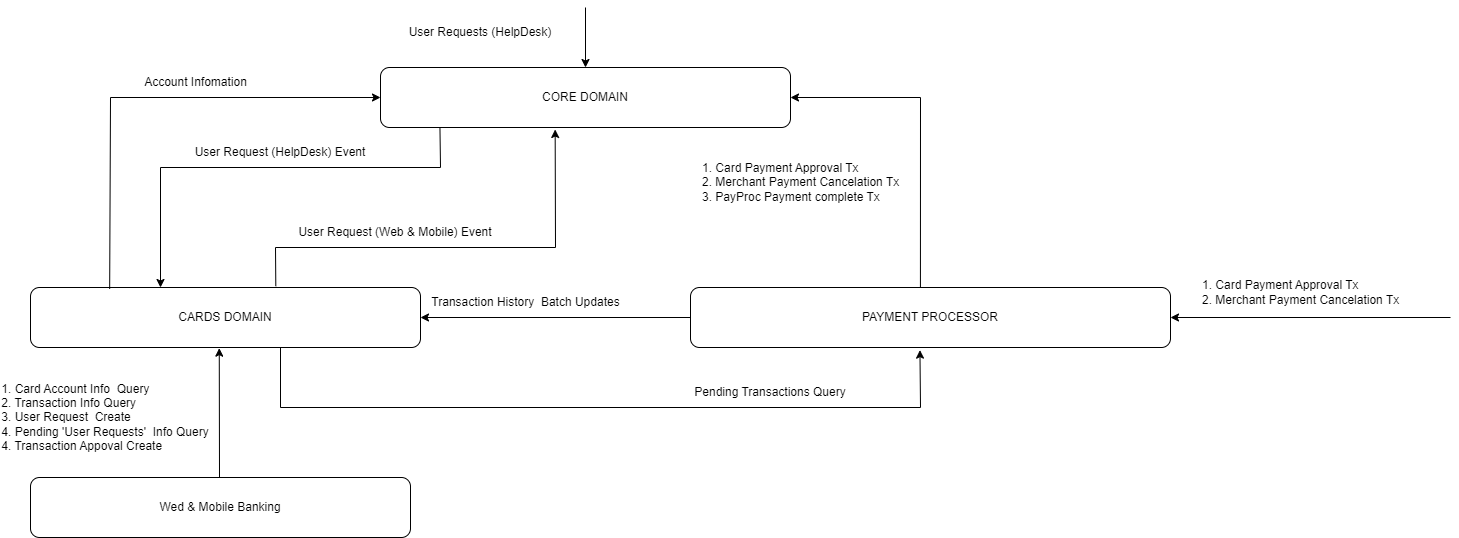 User Requests (HelpDesk)
Account Infomation
CORE DOMAIN
User Request (HelpDesk) Event
1. Card Payment Approval Tx
2. Merchant Payment Cancelation Tx
3. PayProc Payment complete Tx
User Request (Web & Mobile) Event
1. Card Payment Approval Tx
2. Merchant Payment Cancelation Tx
Transaction History  Batch Updates
CARDS DOMAIN
PAYMENT PROCESSOR
1. Card Account Info  Query
2. Transaction Info Query
3. User Request  Create
4. Pending 'User Requests'  Info Query
4. Transaction Appoval Create
Pending Transactions Query
Wed & Mobile Banking